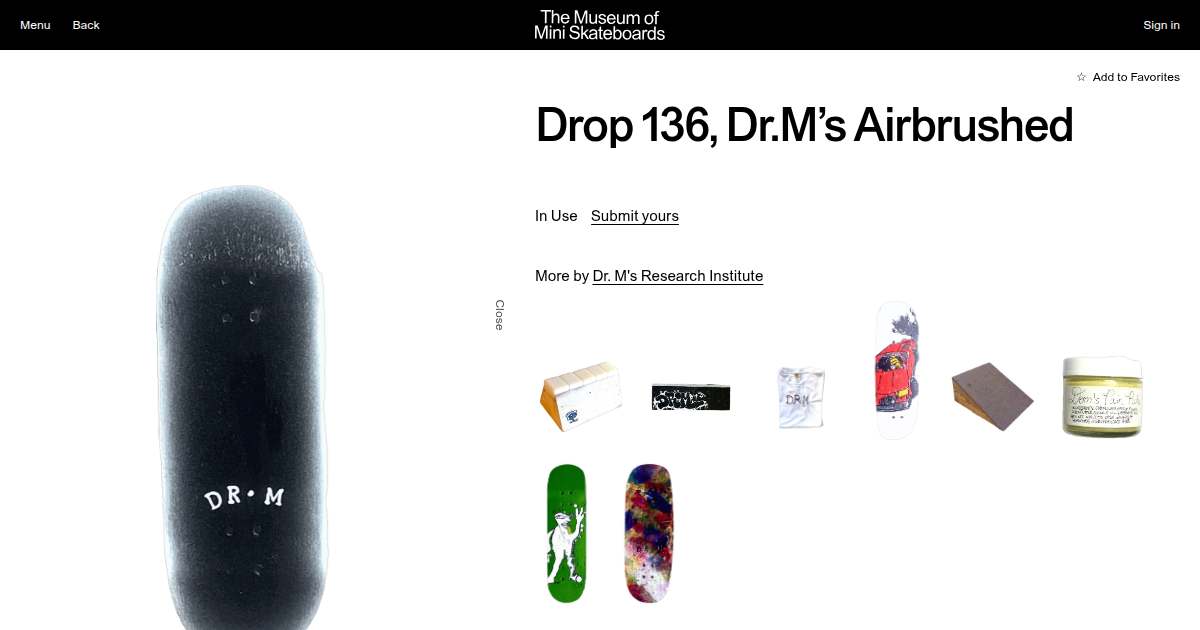 Menu
Back
The Museum of
Mini Skateboards
Sign in
☆ Add to Favorites
Drop 136, Dr.M’s Airbrushed
In Use
Submit yours
More by Dr. M's Research Institute
Close
DR·M
DR.M